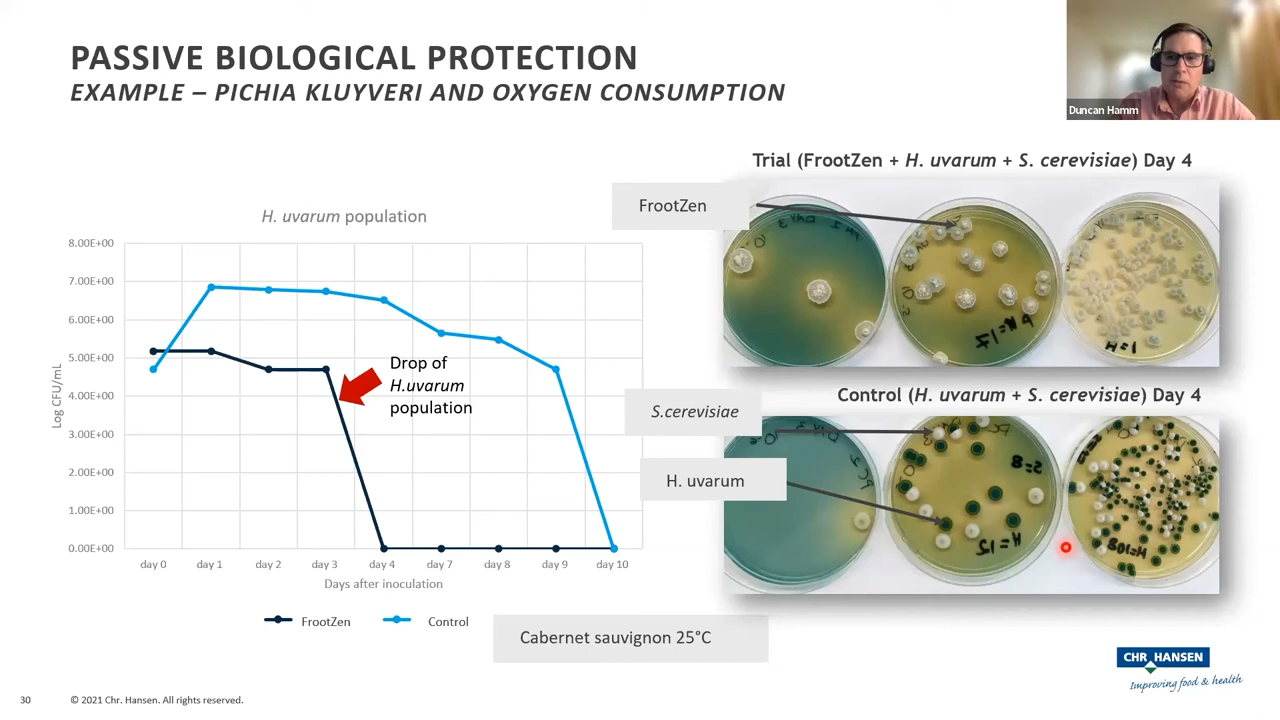 PASSIVE BIOLOGICAL PROTECTION
EXAMPLE – PICHIA KLUYVERI AND OXYGEN CONSUMPTION
Duncan Hamm
Trial (FrootZen + H. uvarum + S. cerevisiae) Day 4
FrootZen
H. uvarum population
8.00E+00
7.00E+00
6.00E+00
5.00E+00
4.00E+00
3.00E+00
2.00E+00
1.00E+00
0.00E+00
Log CFU/mL
Drop of
H.uvarum
population
day 0 day 1 day 2 day 3 day 4 day 7 day 8 day 9 day 10
Days after inoculation
FrootZen Control
Control (H. uvarum + S. cerevisiae) Day 4
S.cerevisiae
H. uvarum
H=1
S=8
H=12
H=108
Cabernet sauvignon 25°C
CHR HANSEN
Improving food & health
30 © 2021 Chr. Hansen. All rights reserved.